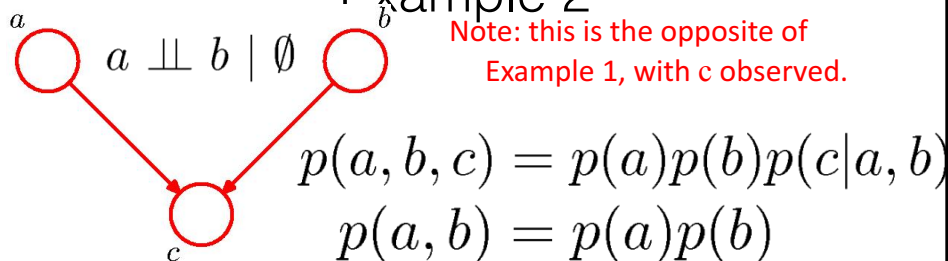 a
b
a ⫫ b | ∅
Note: this is the opposite of
Example 1, with c observed.
p(a, b, c) = p(a)p(b)p(c|a, b)
p(a, b) = p(a)p(b)
c